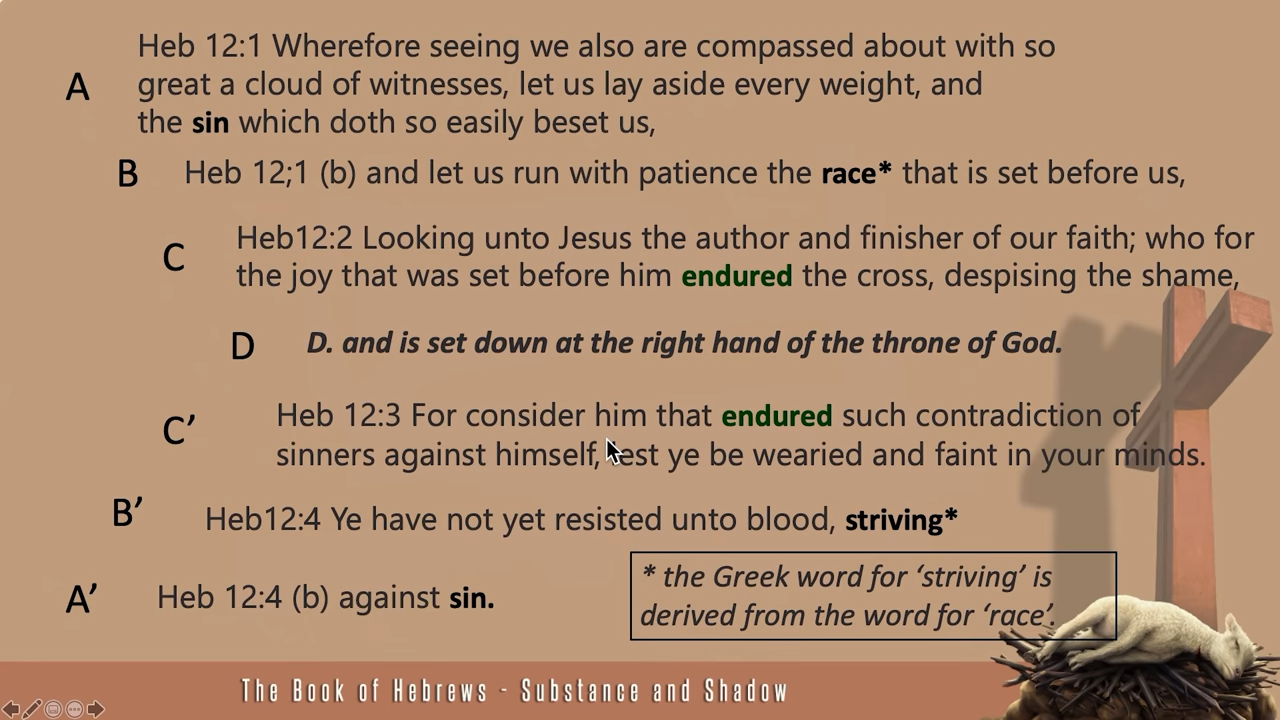 Heb 12:1 Wherefore seeing we also are compassed about with so
A
great a cloud of witnesses, let us lay aside every weight, and
the sin which doth so easily beset us,
B Heb 12;1 (b) and let us run with patience the race* that is set before us,
Heb12:2 Looking unto Jesus the author and finisher of our faith; who for
C
the joy that was set before him endured the cross, despising the shame,
D D. and is set down at the right hand of the throne of God.
Heb 12:3 For consider him that endured such contradiction of
C’
sinners against himself, lest ye be wearied and faint in your minds.
B’ Heb12:4 Ye have not yet resisted unto blood, striving*
A’ Heb 12:4 (b) against sin.
* the Greek word for ‘striving’ is
derived from the word for ‘race’.
The Book of Hebrews - Substance and Shadow